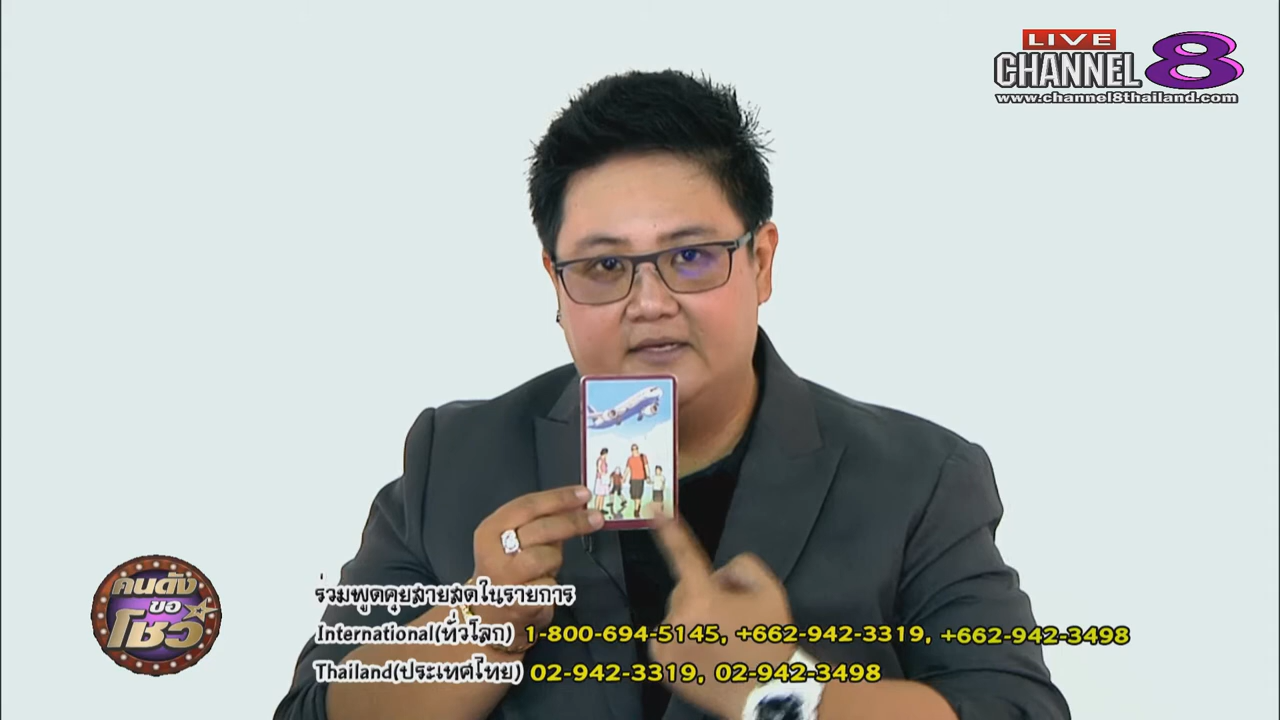 LIVE
CHANNEL 8
www.channel8thailand.com
คนดัง
ขอ
โชว์
ร่วมพูดคุยสายสดในรายการ
International(ทั่วโลก) 1-800-694-5145, +662-942-3319, +662-942-3498
Thailand(ประเทศไทย) 02-942-3319, 02-942-3498